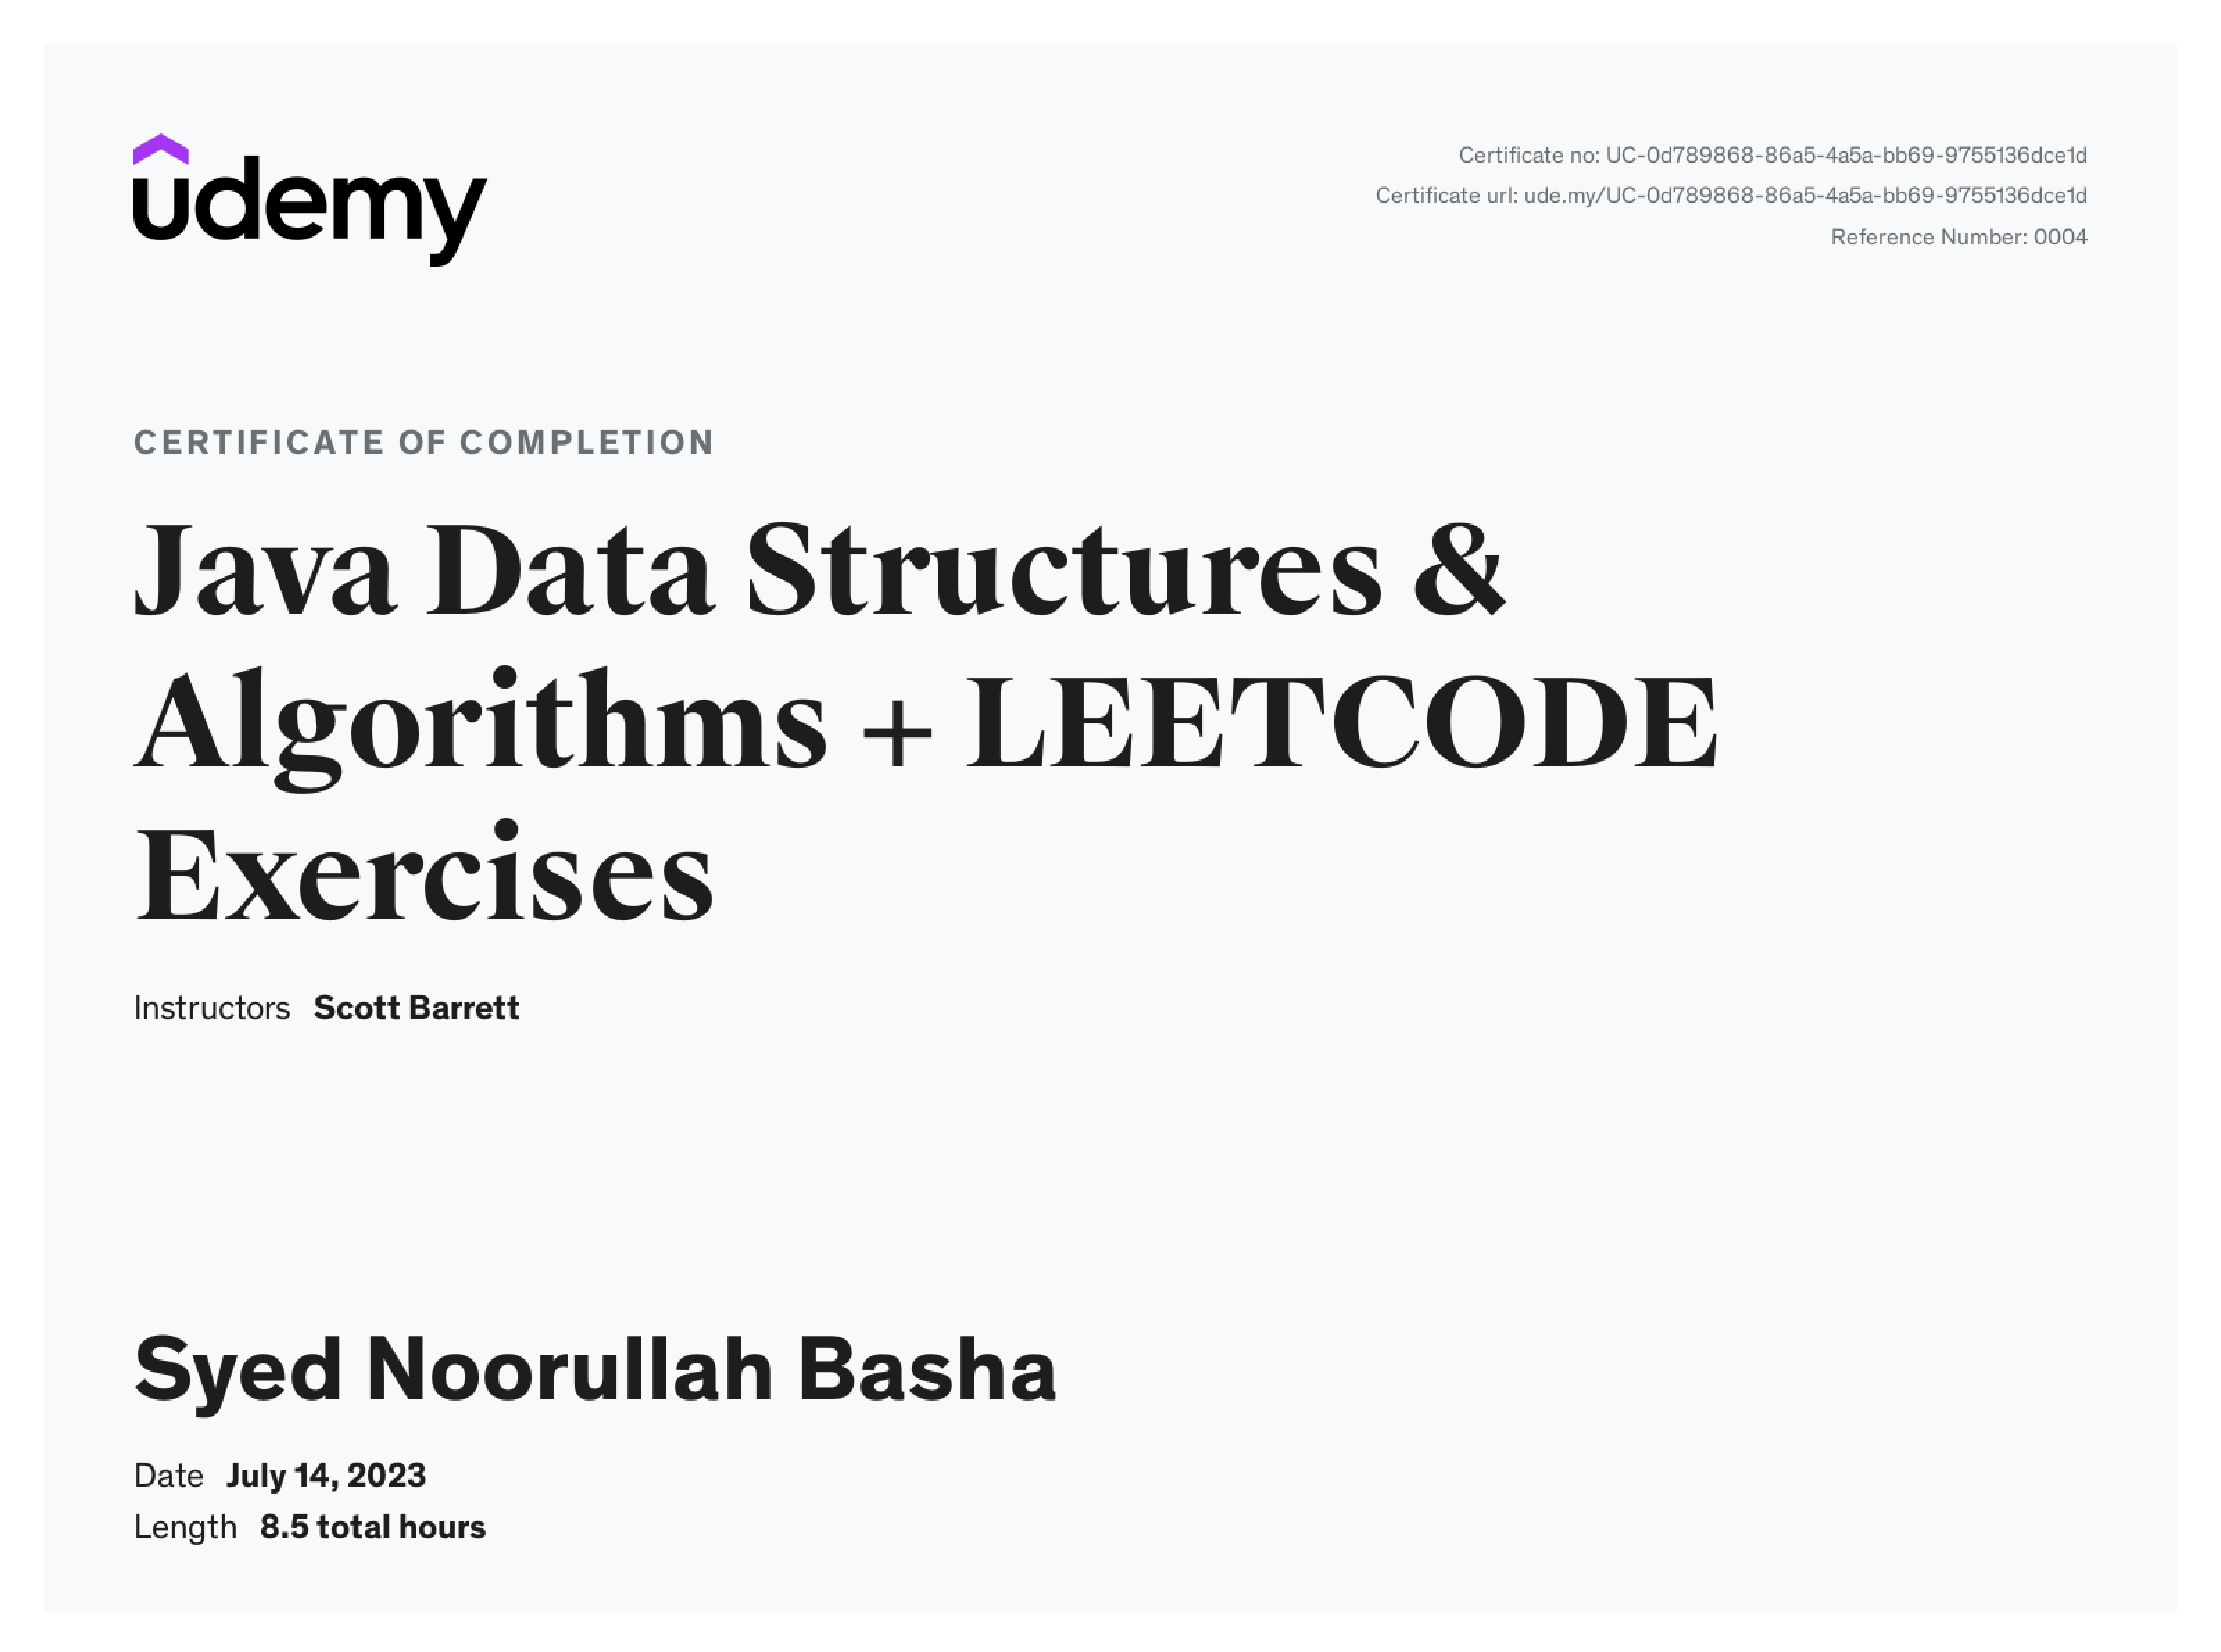 udemy
Certificate no: UC-0d789868-86a5-4a5a-bb69-9755136dce1d
Certificate url: ude.my/UC-0d789868-86a5-4a5a-bb69-9755136dce1d
Reference Number: 0004
CERTIFICATE OF COMPLETION
Java Data Structures &
Algorithms + LEETCODE
Exercises
Instructors Scott Barrett
Syed Noorullah Basha
Date July 14, 2023
Length 8.5 total hours